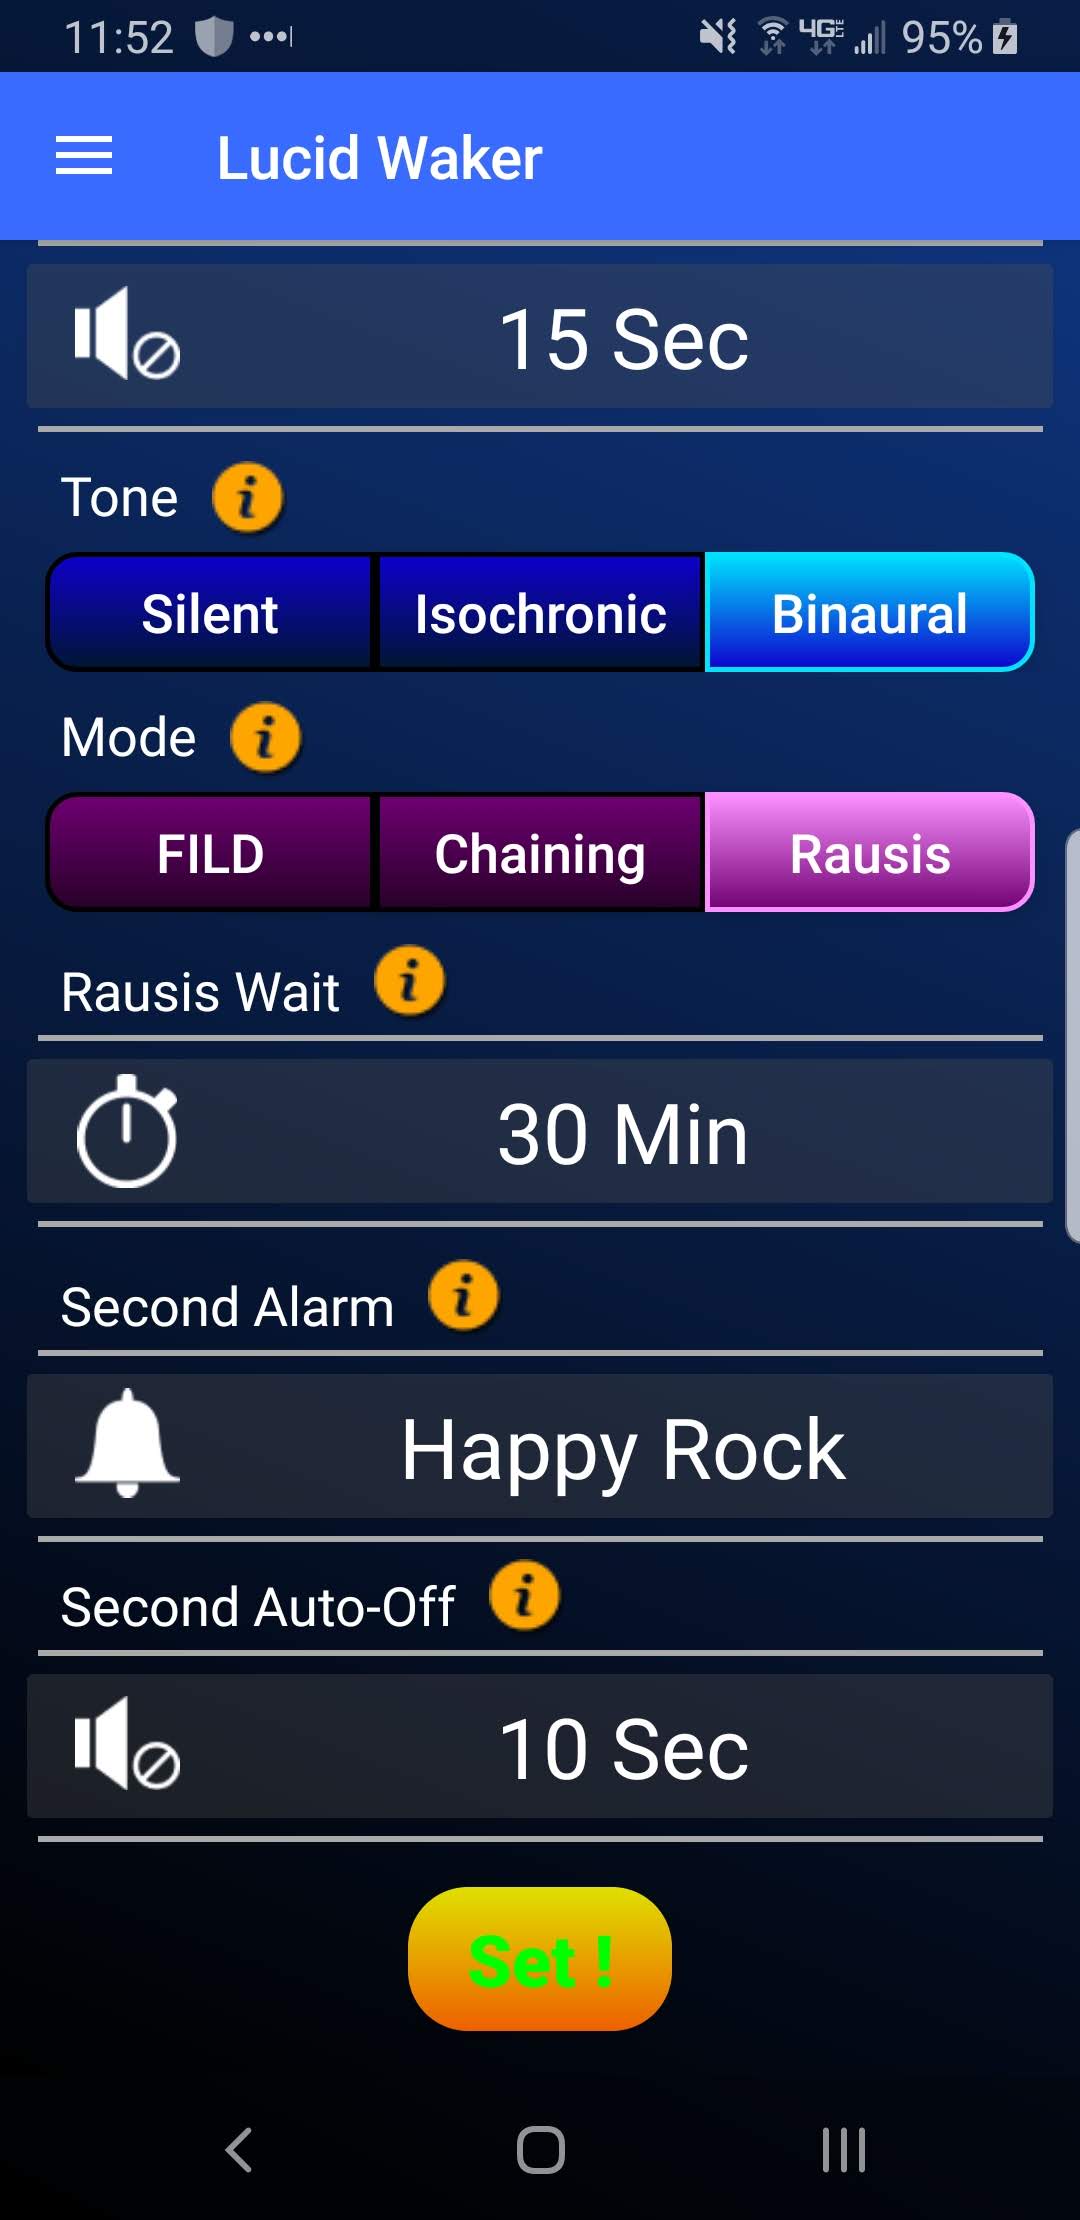 11:52 4G LTE 95%
Lucid Waker
15 Sec
Tone i
Silent Isochronic Binaural
Mode i
FILD Chaining Rausis
Rausis Wait i
30 Min
Second Alarm i
Happy Rock
Second Auto-Off i
10 Sec
Set !